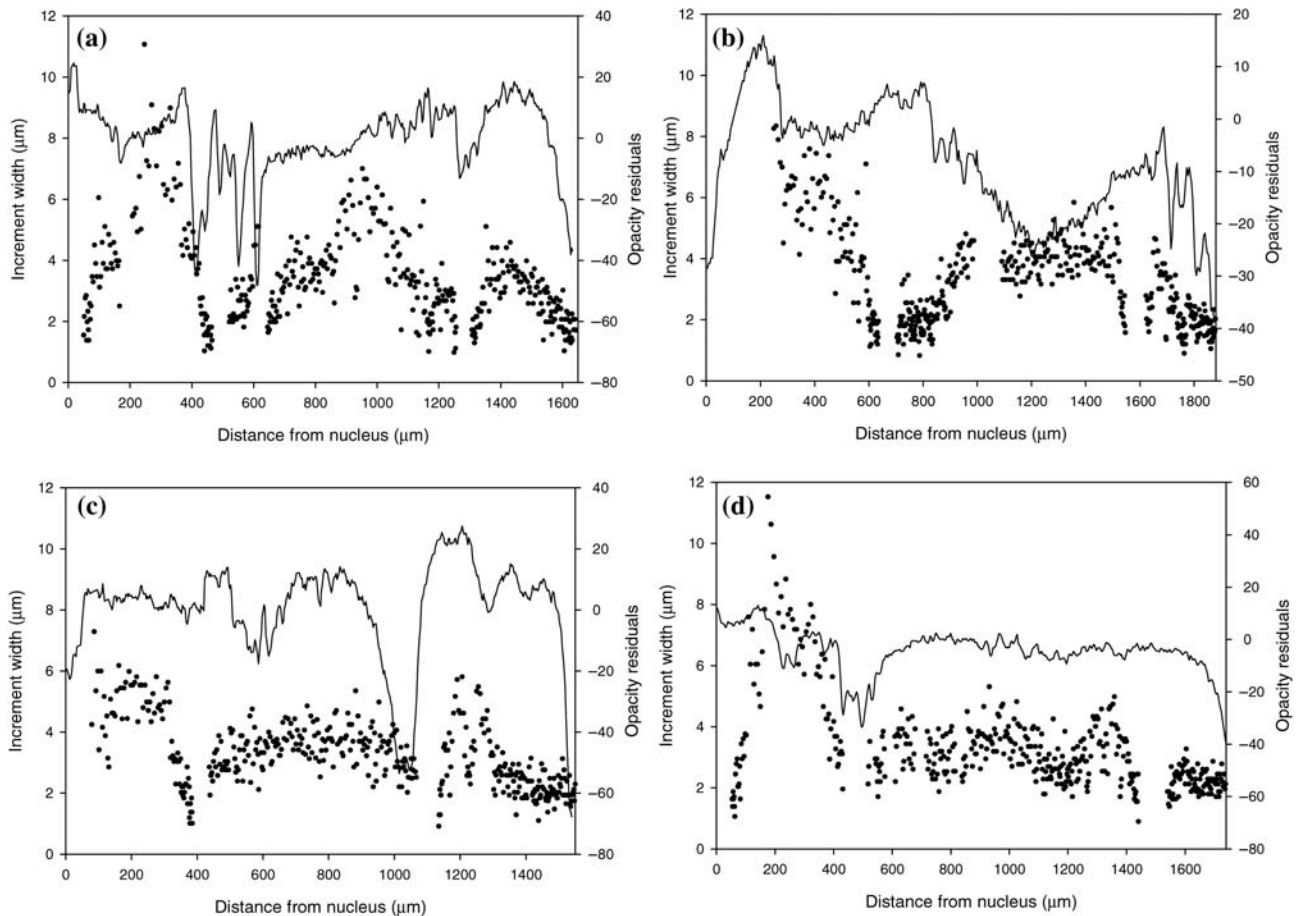 (a)
12
10
8
6
4
2
0
Increment width (μm)
40
20
0
−20
−40
−60
−80
Opacity residuals
0 200 400 600 800 1000 1200 1400 1600
Distance from nucleus (μm)
(b)
12
10
8
6
4
2
0
Increment width (μm)
20
10
0
−10
−20
−30
−40
−50
Opacity residuals
0 200 400 600 800 1000 1200 1400 1600 1800
Distance from nucleus (μm)
(c)
12
10
8
6
4
2
0
Increment width (μm)
40
20
0
−20
−40
−60
−80
Opacity residuals
0 200 400 600 800 1000 1200 1400
Distance from nucleus (μm)
(d)
12
10
8
6
4
2
0
Increment width (μm)
60
40
20
0
−20
−40
−60
−80
Opacity residuals
0 200 400 600 800 1000 1200 1400 1600
Distance from nucleus (μm)